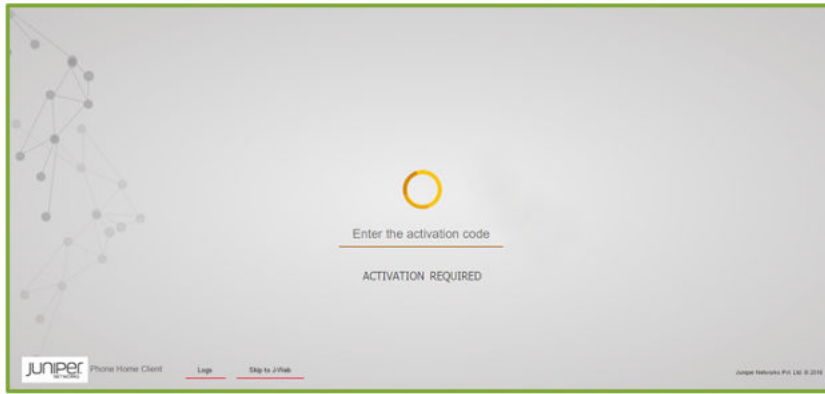 Enter the activation code
ACTIVATION REQUIRED
JUNIPER
NETWORKS
Phone Home Client
Logs
Skip to J-Web
Juniper Networks Pvt. Ltd. © 2016